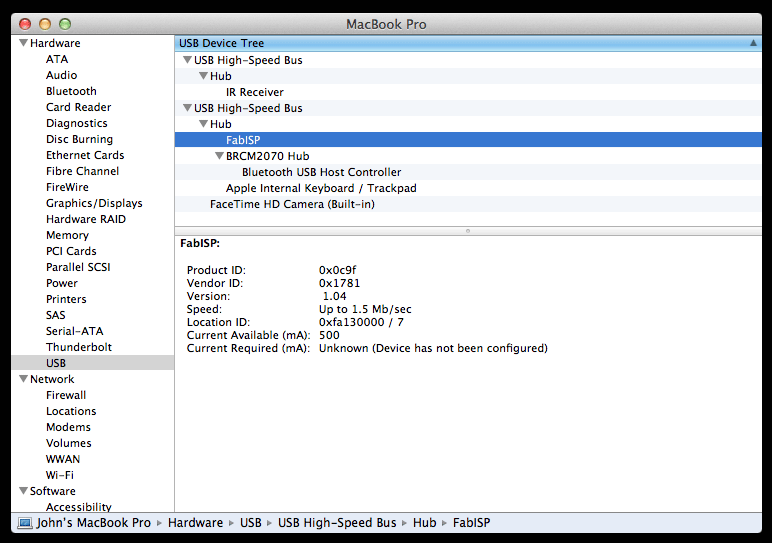 MacBook Pro
Hardware
ATA
Audio
Bluetooth
Card Reader
Diagnostics
Disc Burning
Ethernet Cards
Fibre Channel
FireWire
Graphics/Displays
Hardware RAID
Memory
PCI Cards
Parallel SCSI
Power
Printers
SAS
Serial-ATA
Thunderbolt
USB
Network
Firewall
Locations
Modems
Volumes
WWAN
Wi-Fi
Software
Accessibility
USB Device Tree
USB High-Speed Bus
Hub
IR Receiver
USB High-Speed Bus
Hub
FabISP
BRCM2070 Hub
Bluetooth USB Host Controller
Apple Internal Keyboard / Trackpad
FaceTime HD Camera (Built-in)
FabISP:
Product ID: 0x0c9f
Vendor ID: 0x1781
Version: 1.04
Speed: Up to 1.5 Mb/sec
Location ID: 0xfa130000 / 7
Current Available (mA): 500
Current Required (mA): Unknown (Device has not been configured)
John's MacBook Pro ▸ Hardware ▸ USB ▸ USB High-Speed Bus ▸ Hub ▸ FabISP